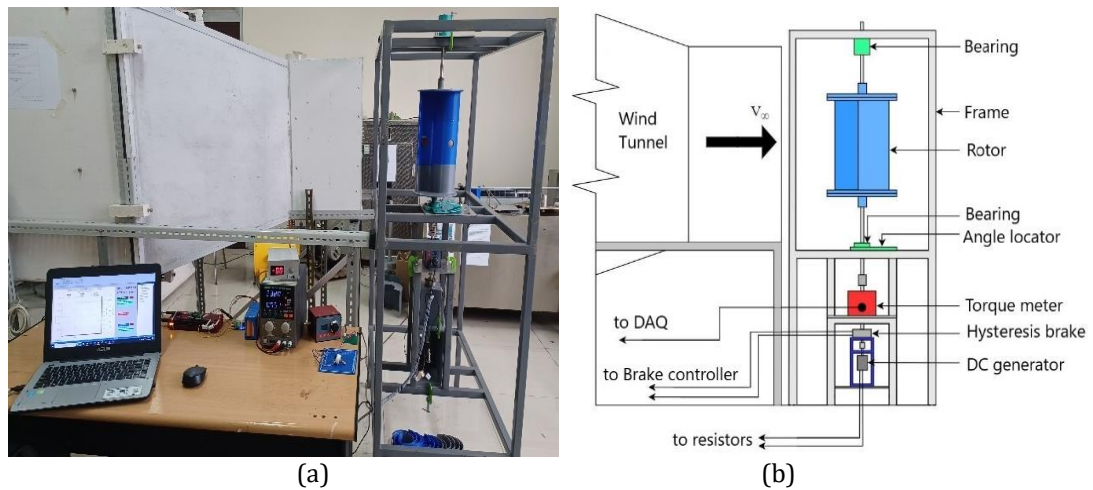 Wind
Tunnel
V∞
Bearing
Frame
Rotor
Bearing
Angle locator
Torque meter
Hysteresis brake
DC generator
to DAQ
to Brake controller
to resistors
(a)
(b)